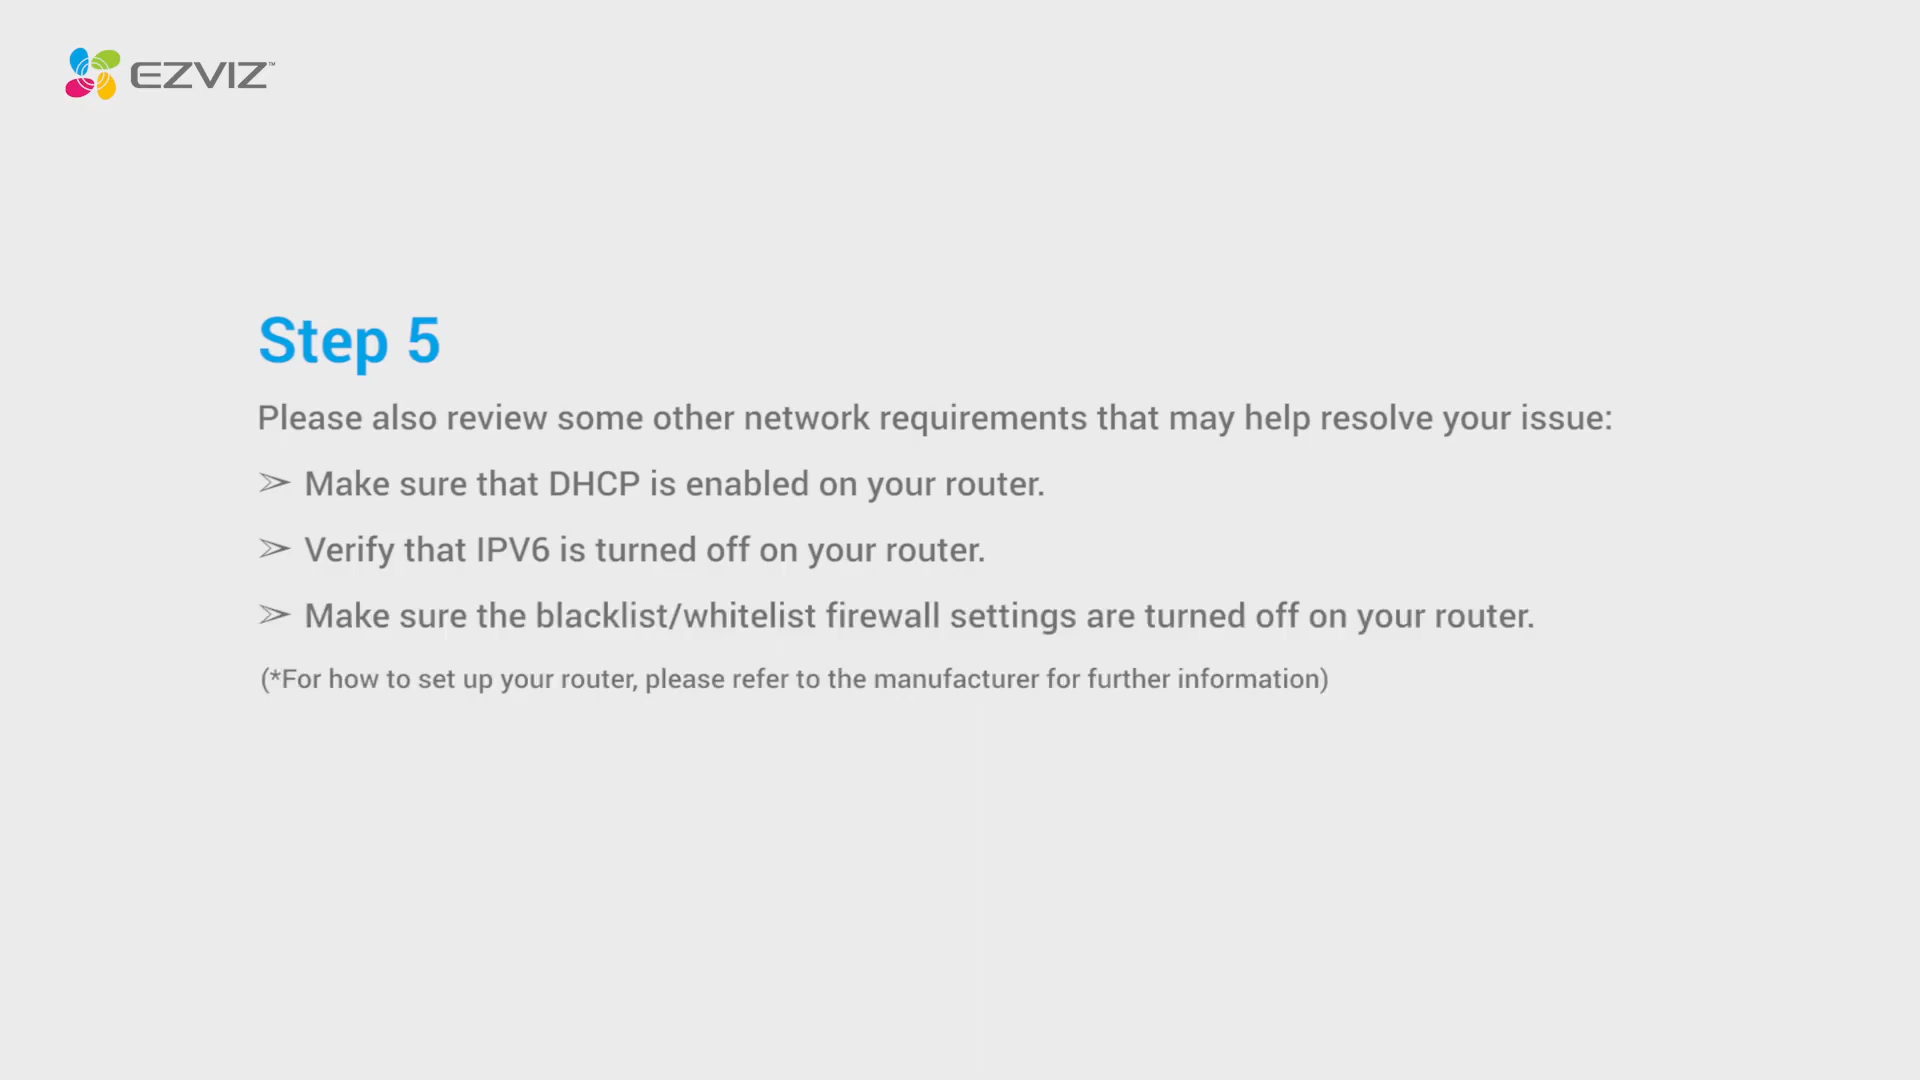 EZVIZ™
Step 5
Please also review some other network requirements that may help resolve your issue:
➢ Make sure that DHCP is enabled on your router.
➢ Verify that IPV6 is turned off on your router.
➢ Make sure the blacklist/whitelist firewall settings are turned off on your router.
(*For how to set up your router, please refer to the manufacturer for further information)